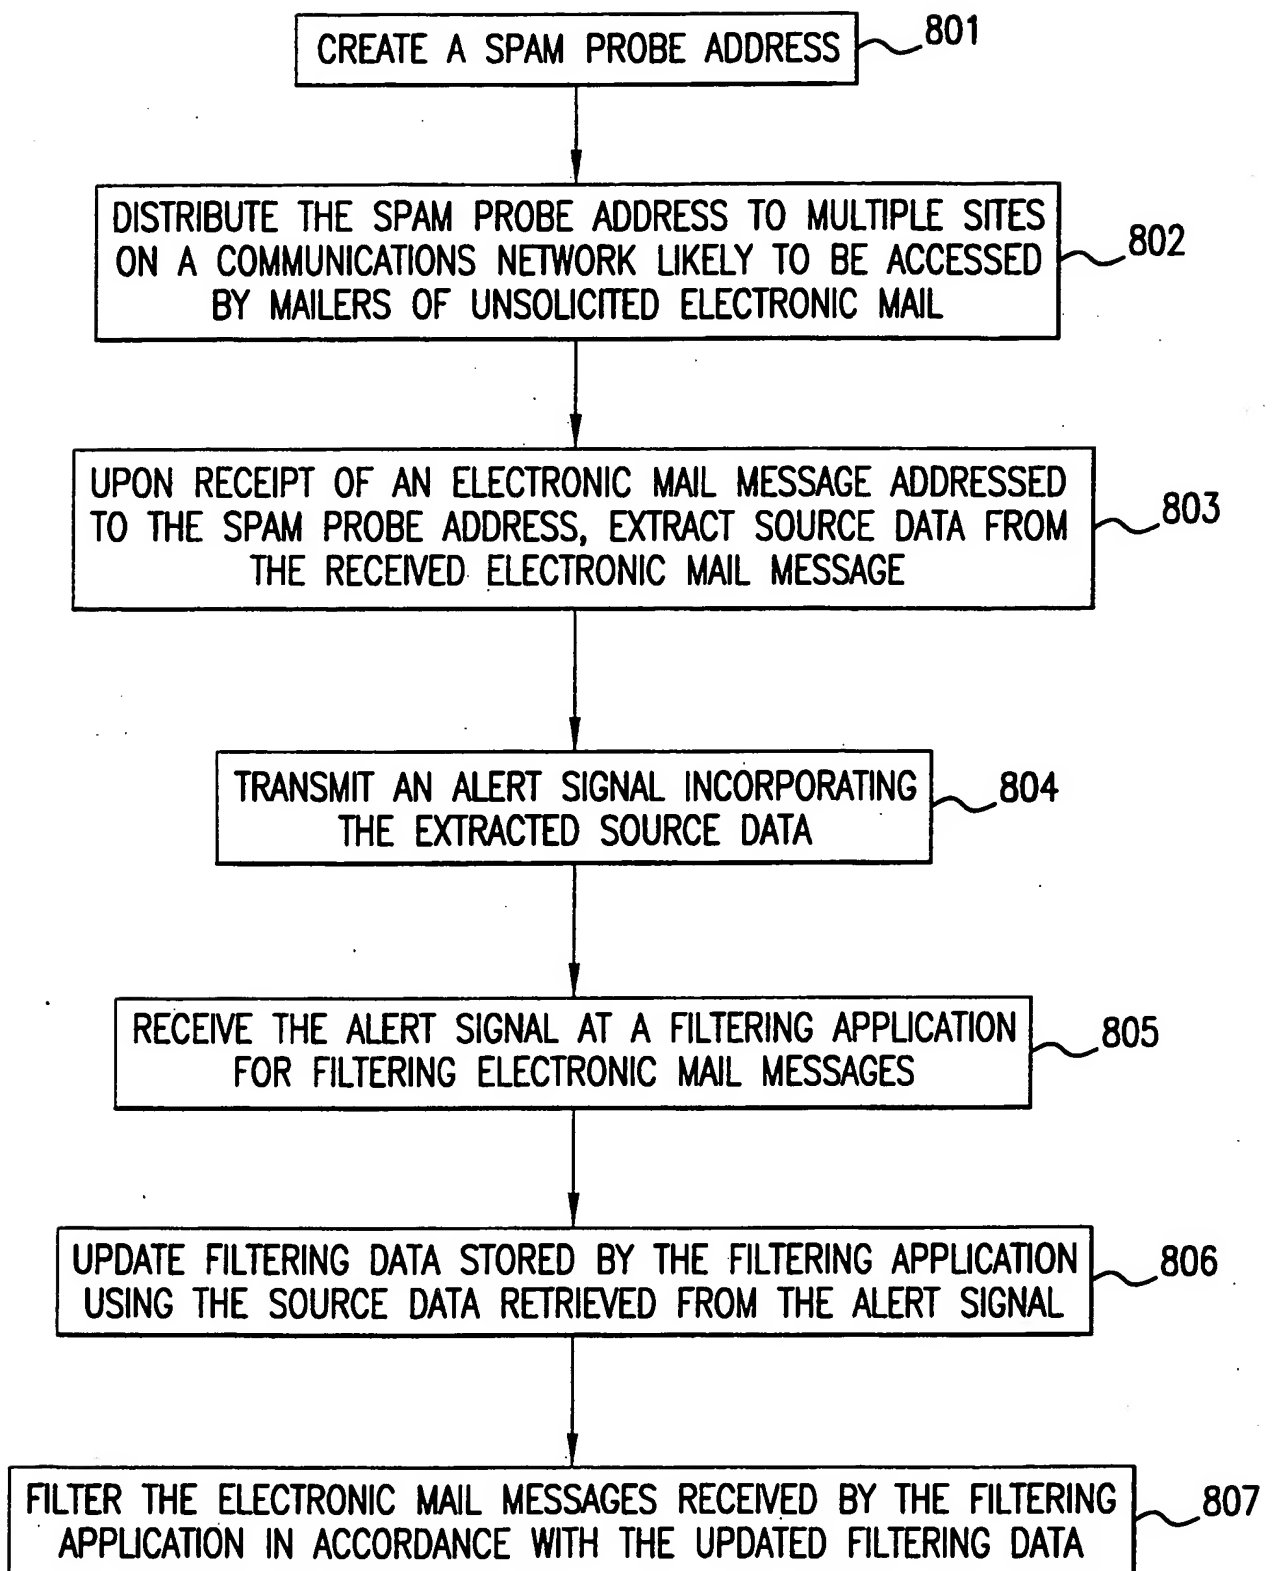 CREATE A SPAM PROBE ADDRESS
801
DISTRIBUTE THE SPAM PROBE ADDRESS TO MULTIPLE SITES
ON A COMMUNICATIONS NETWORK LIKELY TO BE ACCESSED
BY MAILERS OF UNSOLICITED ELECTRONIC MAIL
802
UPON RECEIPT OF AN ELECTRONIC MAIL MESSAGE ADDRESSED
TO THE SPAM PROBE ADDRESS, EXTRACT SOURCE DATA FROM
THE RECEIVED ELECTRONIC MAIL MESSAGE
803
TRANSMIT AN ALERT SIGNAL INCORPORATING
THE EXTRACTED SOURCE DATA
804
RECEIVE THE ALERT SIGNAL AT A FILTERING APPLICATION
FOR FILTERING ELECTRONIC MAIL MESSAGES
805
UPDATE FILTERING DATA STORED BY THE FILTERING APPLICATION
USING THE SOURCE DATA RETRIEVED FROM THE ALERT SIGNAL
806
FILTER THE ELECTRONIC MAIL MESSAGES RECEIVED BY THE FILTERING
APPLICATION IN ACCORDANCE WITH THE UPDATED FILTERING DATA
807